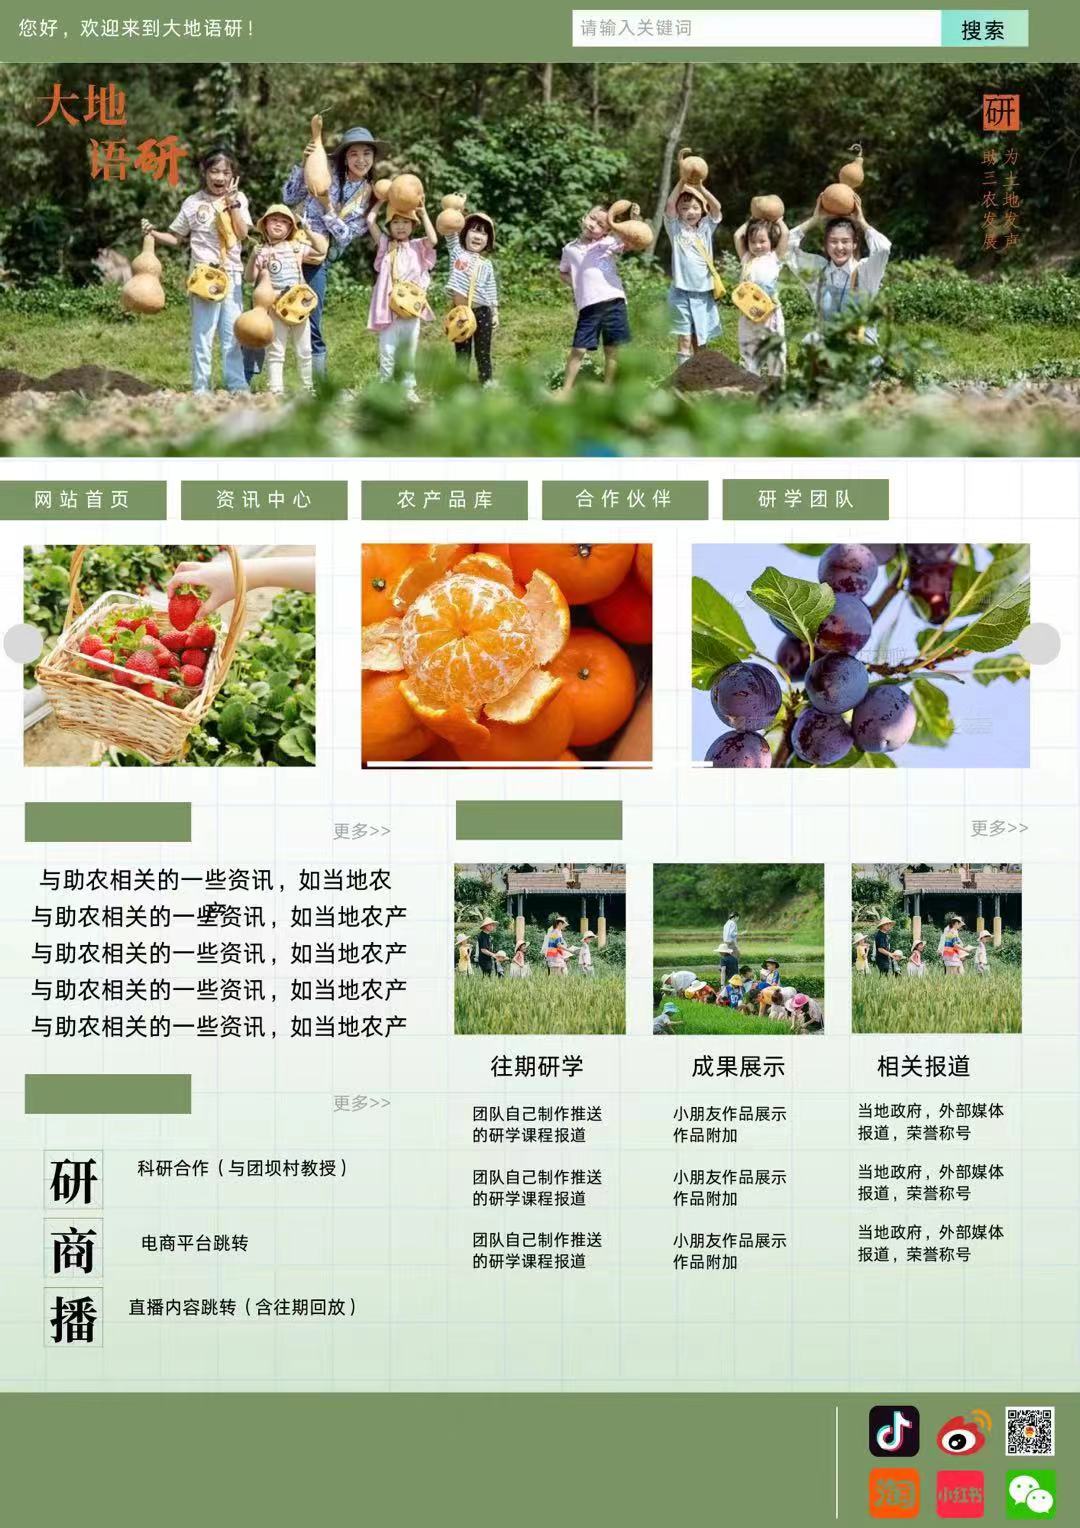 您好，欢迎来到大地语研！
请输入关键词
搜索
大地
语研
研
为土地发声
助三农发展
网站首页
资讯中心
农产品库
合作伙伴
研学团队
更多>>
更多>>
与助农相关的一些资讯，如当地农
产
与助农相关的一些资讯，如当地农产
与助农相关的一些资讯，如当地农产
与助农相关的一些资讯，如当地农产
与助农相关的一些资讯，如当地农产
更多>>
研
科研合作（与团坝村教授）
商
电商平台跳转
播
直播内容跳转（含往期回放）
往期研学
团队自己制作推送
的研学课程报道
团队自己制作推送
的研学课程报道
团队自己制作推送
的研学课程报道
成果展示
小朋友作品展示
作品附加
小朋友作品展示
作品附加
小朋友作品展示
作品附加
相关报道
当地政府，外部媒体
报道，荣誉称号
当地政府，外部媒体
报道，荣誉称号
当地政府，外部媒体
报道，荣誉称号
淘
小红书